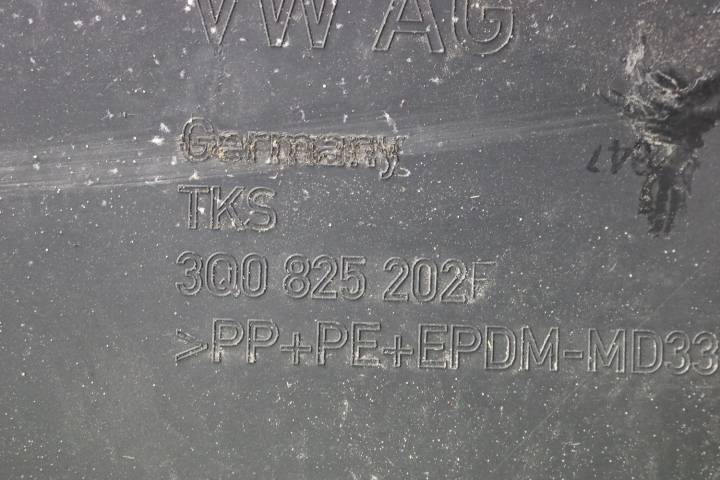 VW AG
Germany
TKS
3Q0 825 202F
>PP+PE+EPDM-MD33